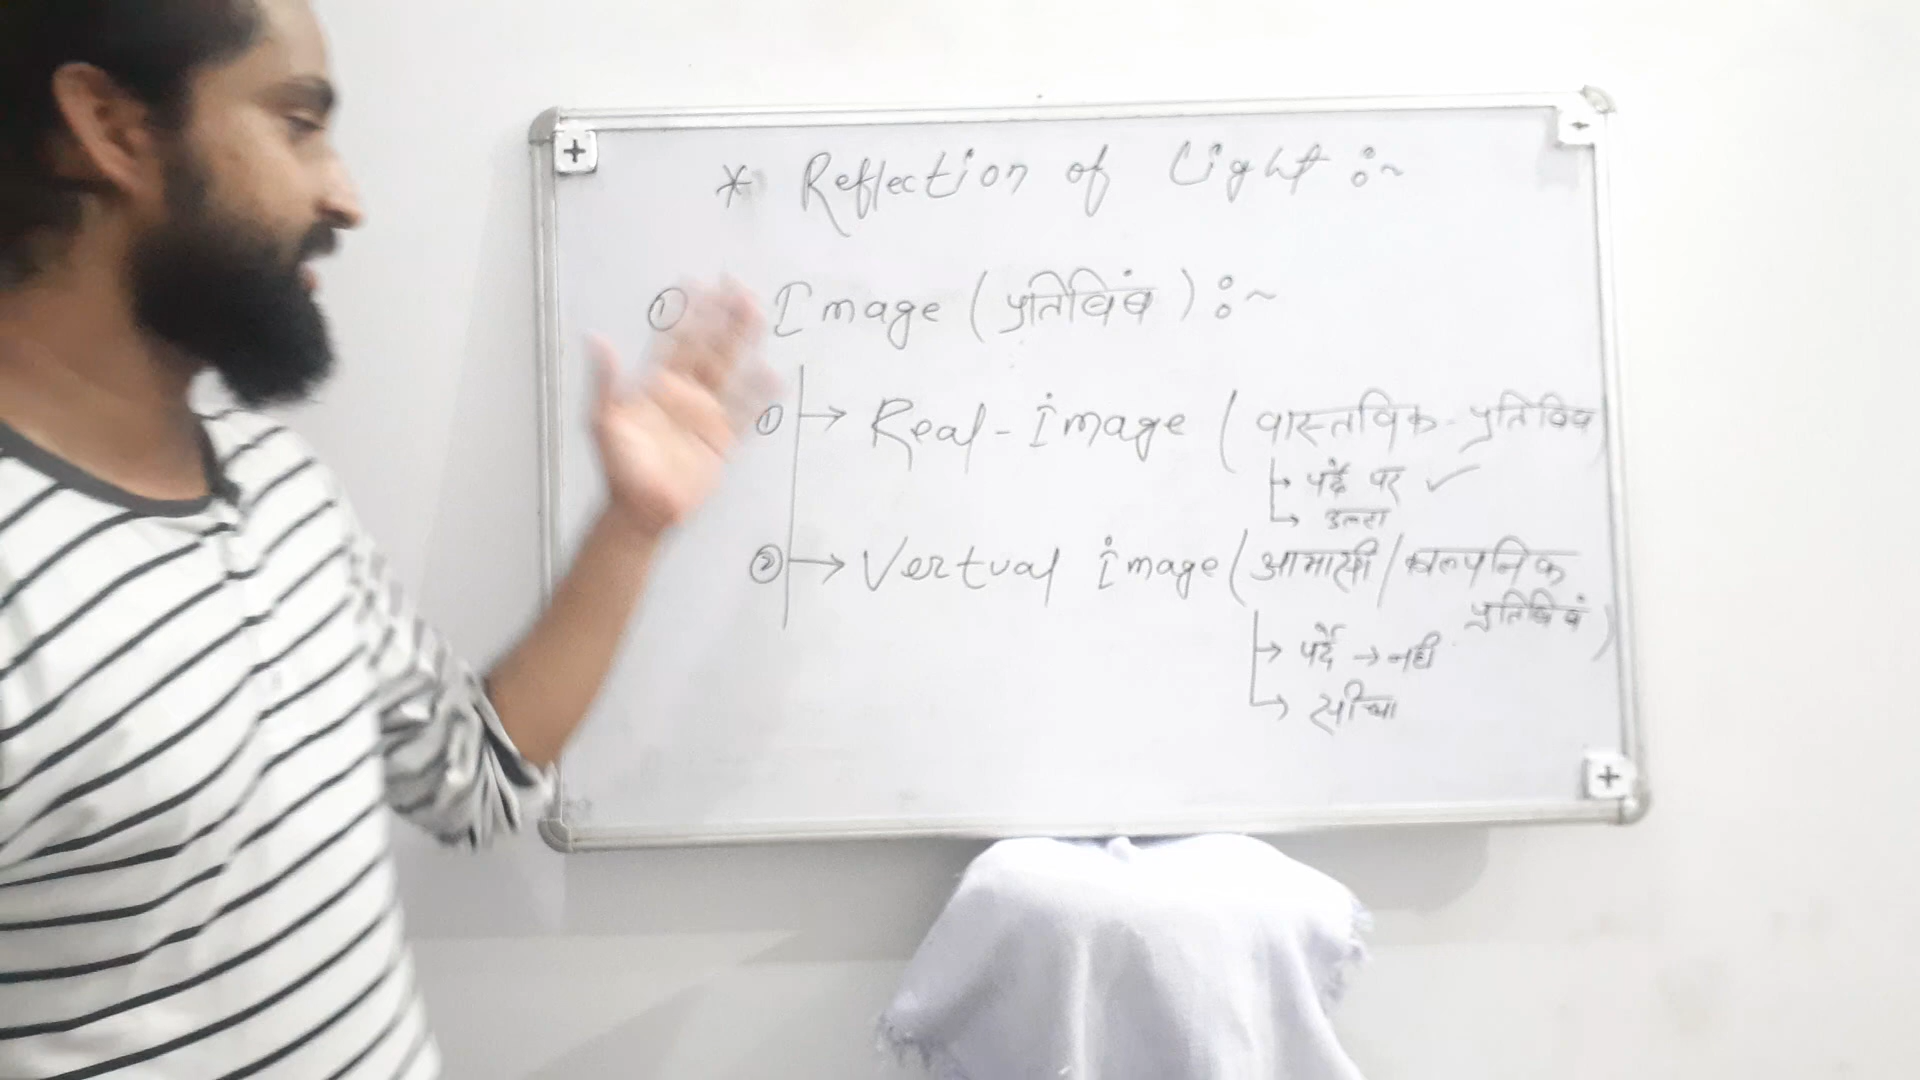 * Reflection of Light :~
① Image (प्रतिविंब) :~
① → Real-image (वास्तविक-प्रतिविंब)
→ पर्दे पर ✓
→ उल्टा
② → Vertual image (आभासी/काल्पनिक
प्रतिविंबं)
→ पर्दे → नही
→ सीधा